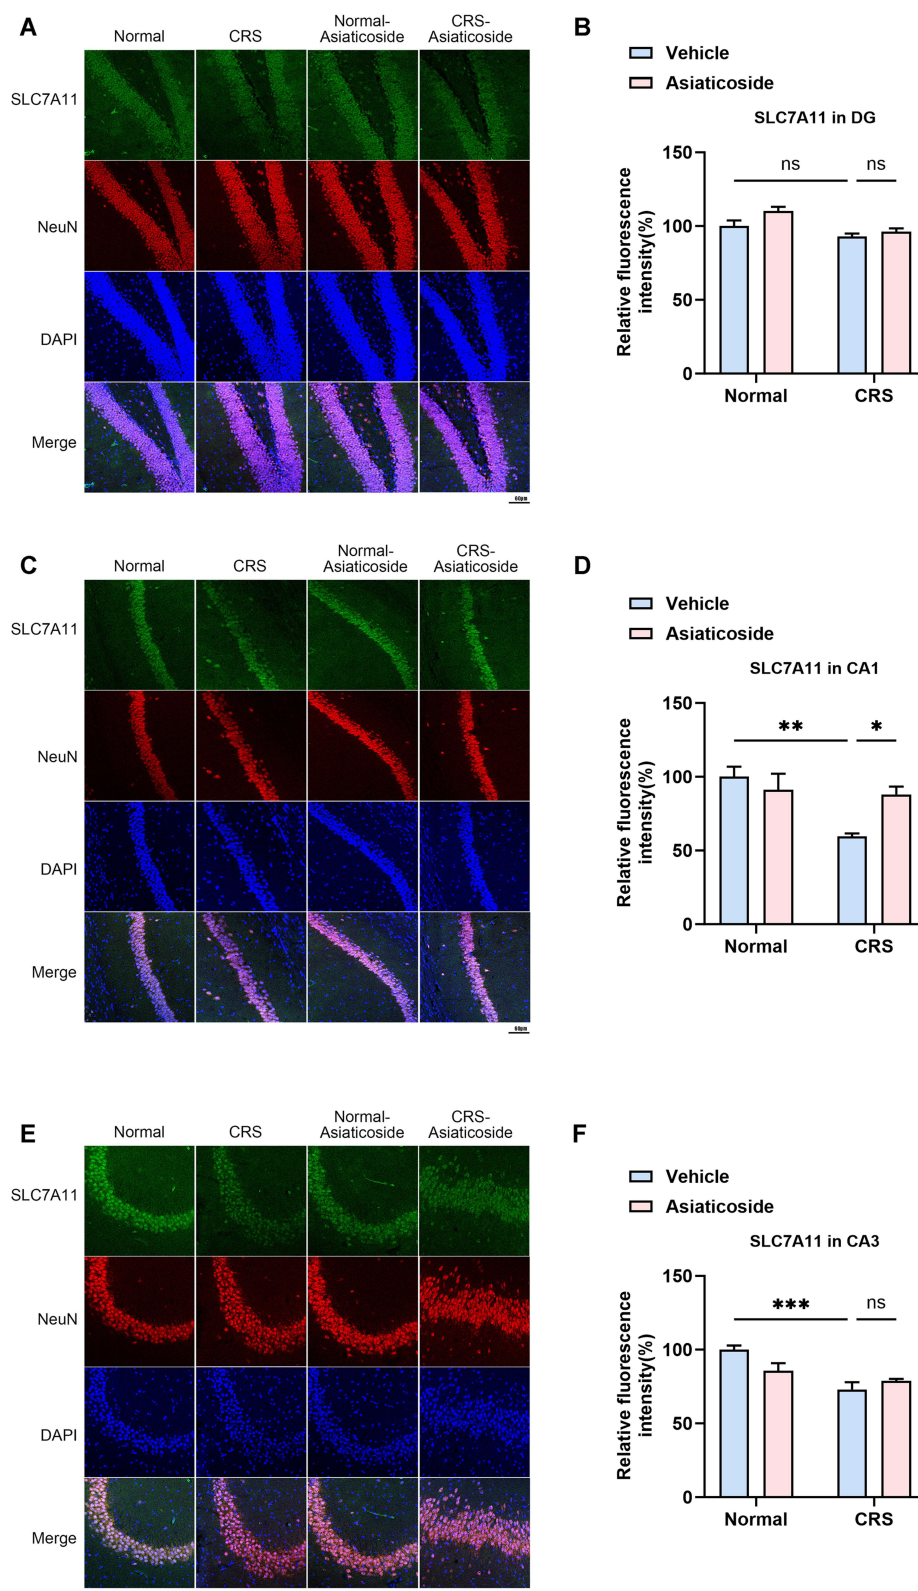 A
Normal
CRS
Normal-
Asiaticoside
CRS-
Asiaticoside
SLC7A11
NeuN
DAPI
Merge
60μm
B
Vehicle
Asiaticoside
SLC7A11 in DG
Relative fluorescence
intensity(%)
150
100
50
0
ns
ns
Normal
CRS
C
Normal
CRS
Normal-
Asiaticoside
CRS-
Asiaticoside
SLC7A11
NeuN
DAPI
Merge
60μm
D
Vehicle
Asiaticoside
SLC7A11 in CA1
Relative fluorescence
intensity(%)
150
100
50
0
**
*
Normal
CRS
E
Normal
CRS
Normal-
Asiaticoside
CRS-
Asiaticoside
SLC7A11
NeuN
DAPI
Merge
F
Vehicle
Asiaticoside
SLC7A11 in CA3
Relative fluorescence
intensity(%)
150
100
50
0
***
ns
Normal
CRS